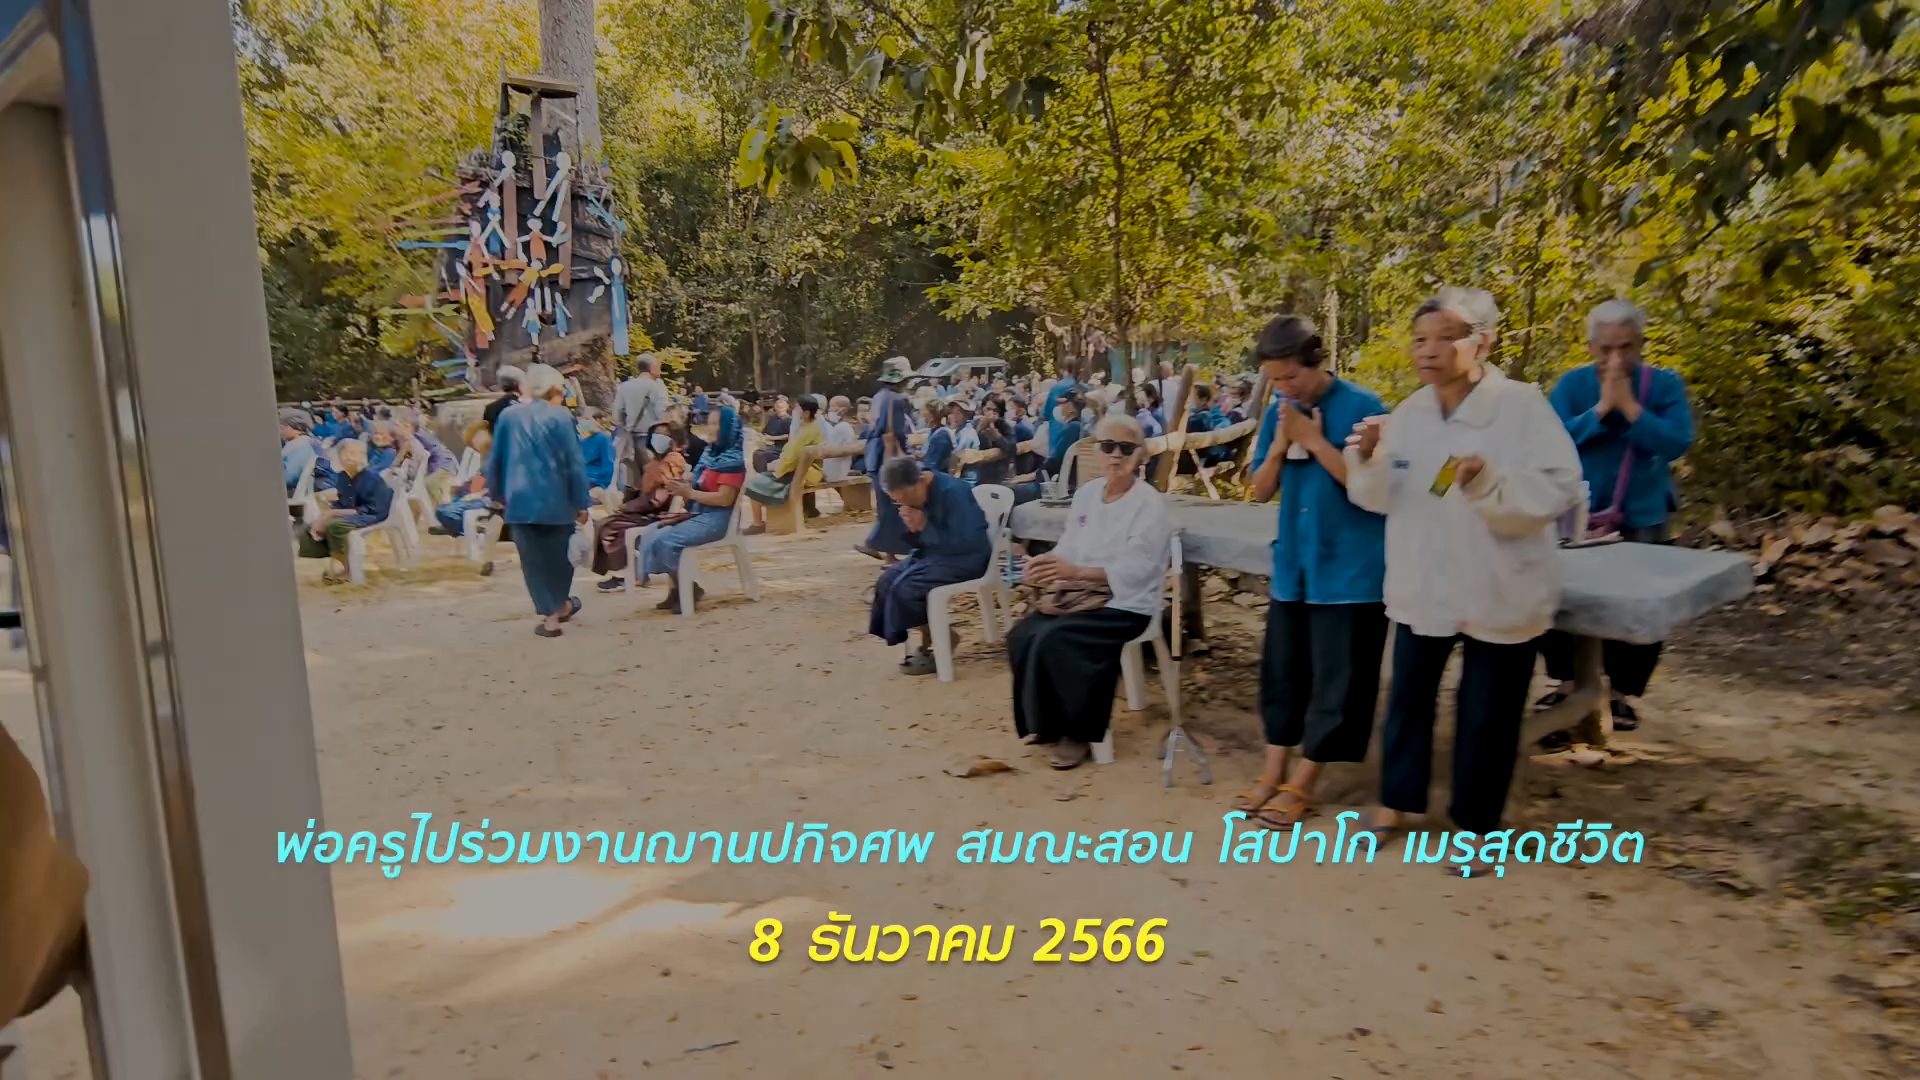 พ่อครูไปร่วมงานฌานปกิจศพ สมณะสอน โสปาโก เมรุสุดชีวิต
8 ธันวาคม 2566